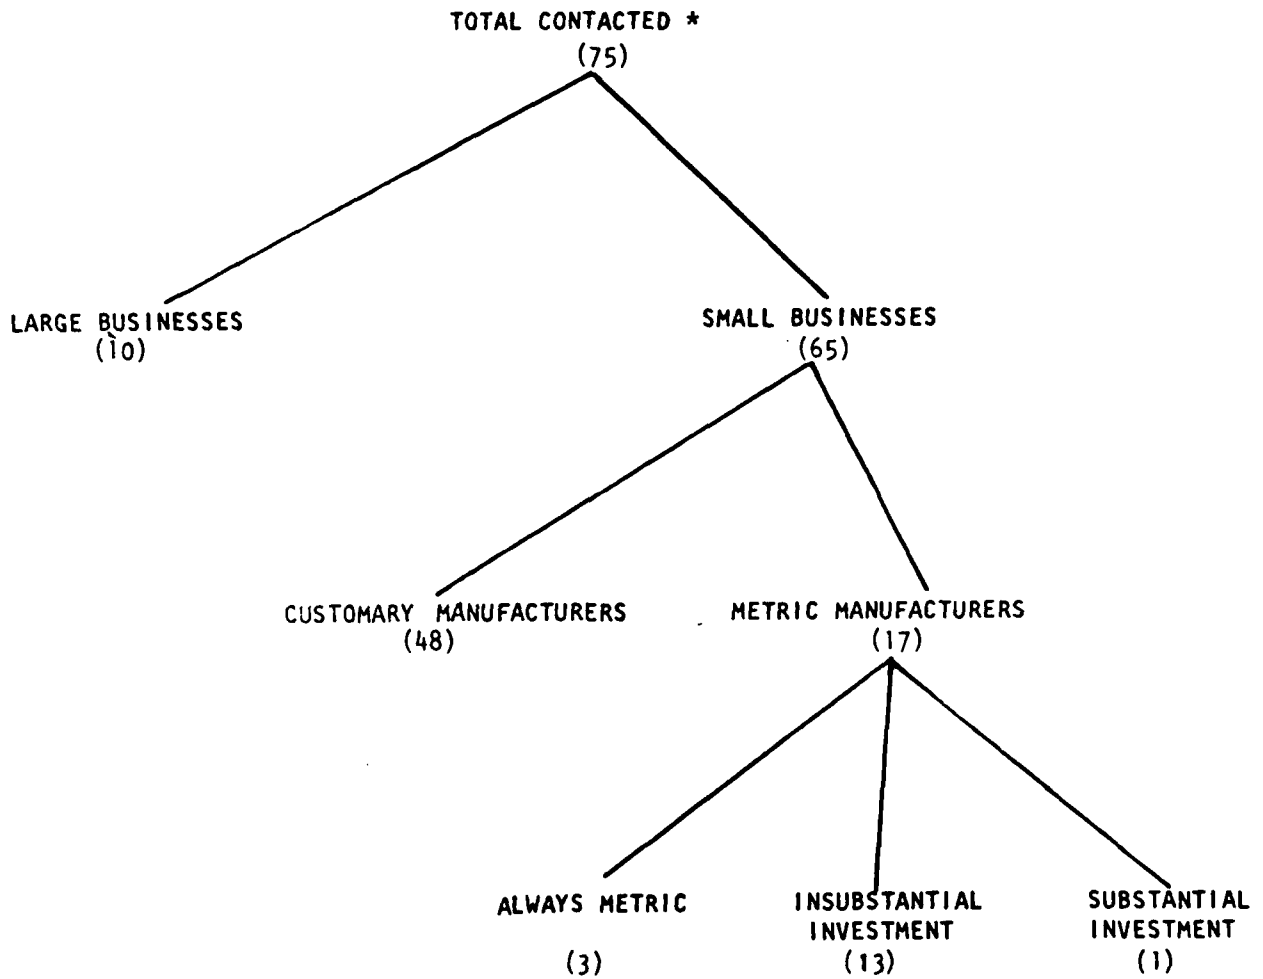 TOTAL CONTACTED *
(75)
LARGE BUSINESSES
(10)
SMALL BUSINESSES
(65)
CUSTOMARY MANUFACTURERS
(48)
METRIC MANUFACTURERS
(17)
ALWAYS METRIC
(3)
INSUBSTANTIAL
INVESTMENT
(13)
SUBSTANTIAL
INVESTMENT
(1)